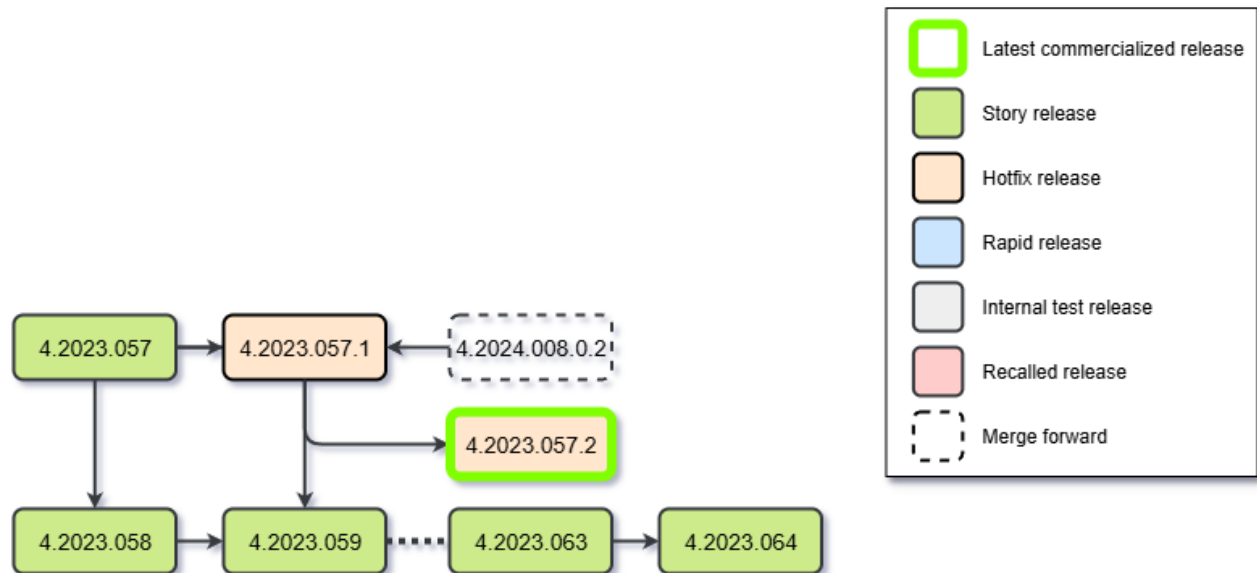 Latest commercialized release
Story release
Hotfix release
Rapid release
Internal test release
Recalled release
Merge forward
4.2023.057
4.2023.057.1
4.2024.008.0.2
4.2023.057.2
4.2023.058
4.2023.059
4.2023.063
4.2023.064